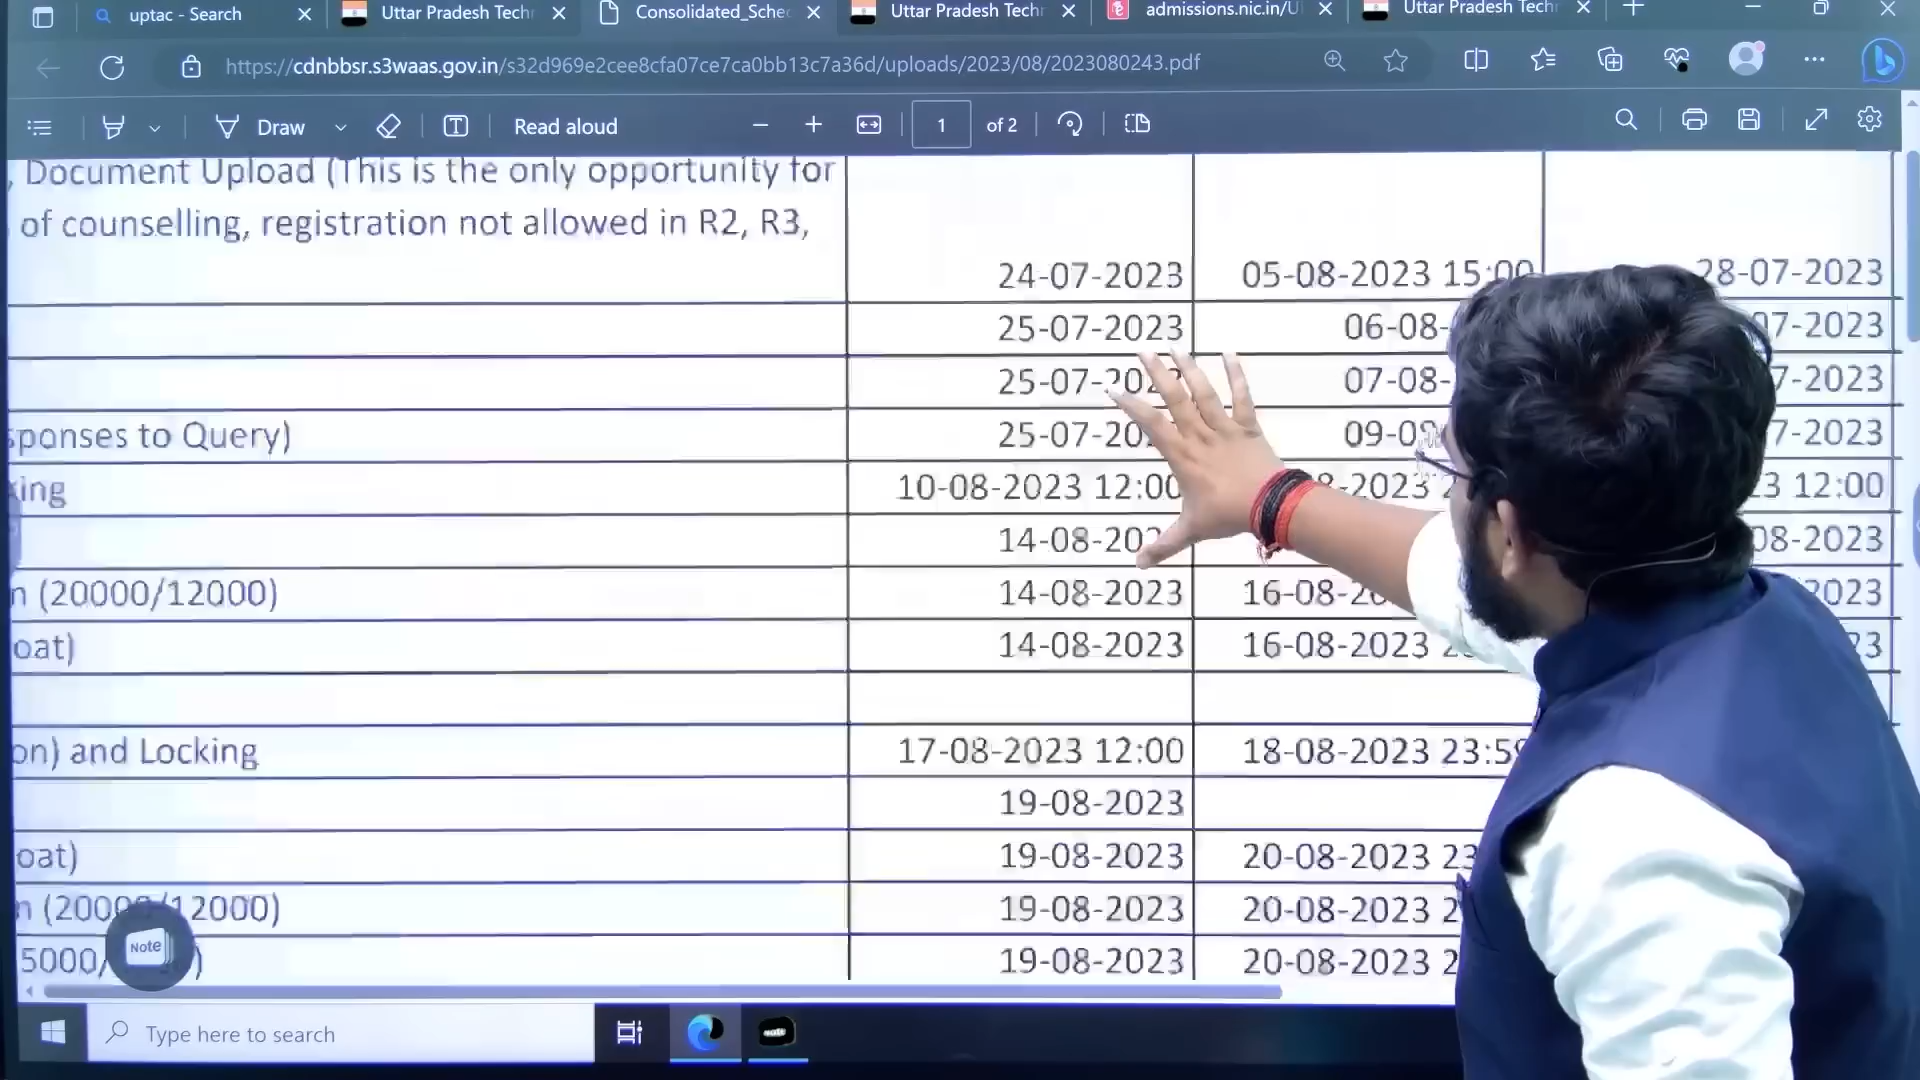 uptac - Search
Uttar Pradesh Techr
Consolidated_Sche
Uttar Pradesh Techr
admissions.nic.in/U
Uttar Pradesh Techr
https://cdnbbsr.s3waas.gov.in/s32d969e2cee8cfa07ce7ca0bb13c7a36d/uploads/2023/08/2023080243.pdf
Draw
Read aloud
1 of 2
, Document Upload (This is the only opportunity for
of counselling, registration not allowed in R2, R3,
24-07-2023 05-08-2023 15:00 28-07-2023
25-07-2023 06-08- 07-2023
25-07-2023 07-08- 7-2023
sponses to Query) 25-07-20 09-08 7-2023
king 10-08-2023 12:00 8-2023 2 23 12:00
14-08-202 08-2023
n (20000/12000) 14-08-2023 16-08-20 2023
oat) 14-08-2023 16-08-2023 2 3
on) and Locking 17-08-2023 12:00 18-08-2023 23:59
19-08-2023
oat) 19-08-2023 20-08-2023 23
n (20000/12000) 19-08-2023 20-08-2023 2
5000/ ) 19-08-2023 20-08-2023 2
Note
Type here to search